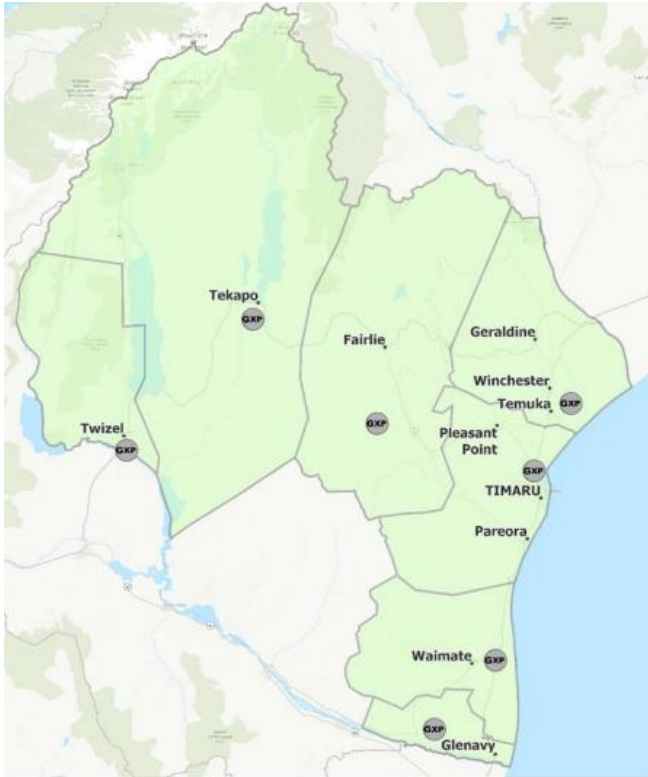 Tekapo
GXP
Fairlie
Geraldine
Winchester
Temuka
GXP
GXP
Pleasant
Point
Twizel
GXP
GXP
TIMARU
Pareora
Waimate
GXP
GXP
Glenavy